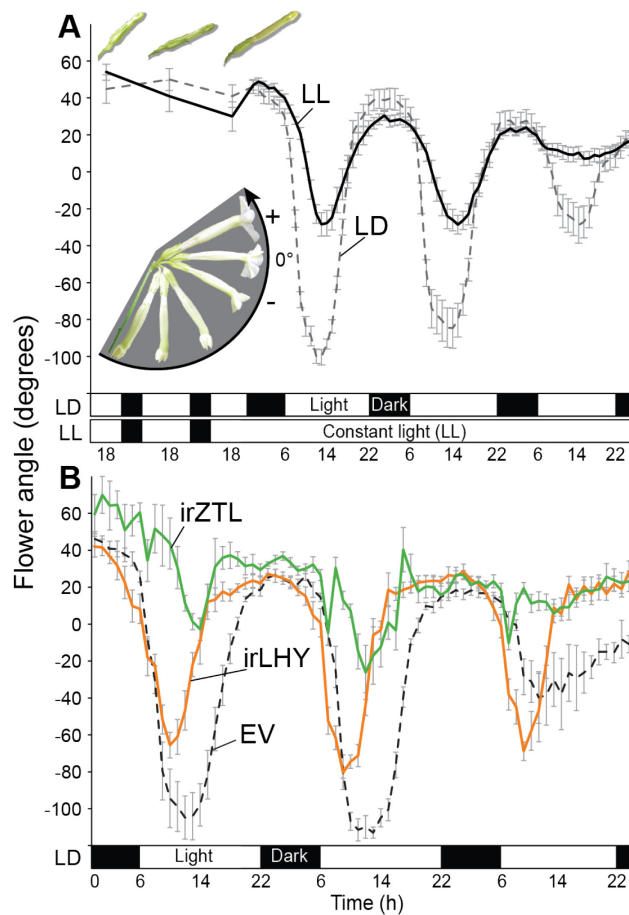 A
60
40
20
0
-20
-40
-60
-80
-100
LL
LD
+
0°
-
Flower angle (degrees)
LD Light Dark
LL Constant light (LL)
18 18 18 6 14 22 6 14 22 6 14 22
B
60
40
20
0
-20
-40
-60
-80
-100
irZTL
irLHY
EV
LD Light Dark
0 6 14 22 6 14 22 6 14 22
Time (h)